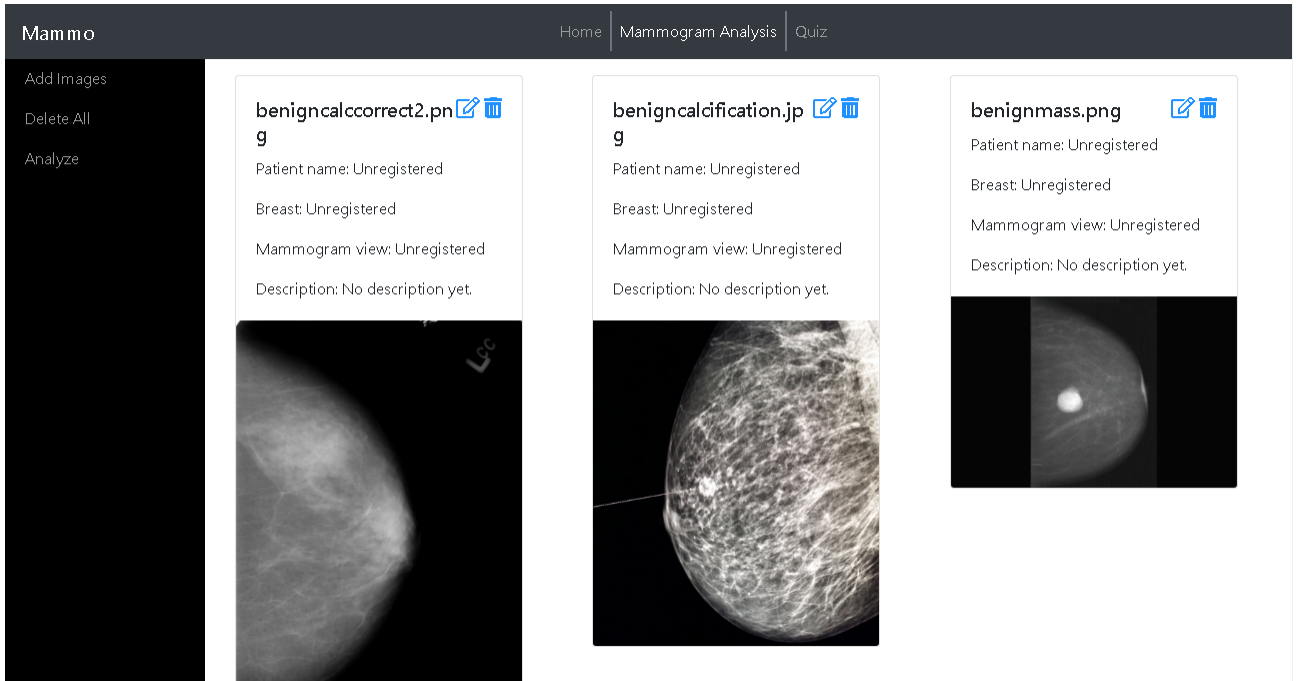 Mammo
Home
Mammogram Analysis
Quiz
Add Images
Delete All
Analyze
benigncalccorrect2.pn
g
Patient name: Unregistered
Breast: Unregistered
Mammogram view: Unregistered
Description: No description yet.
LCC
benigncalcification.jp
g
Patient name: Unregistered
Breast: Unregistered
Mammogram view: Unregistered
Description: No description yet.
benignmass.png
Patient name: Unregistered
Breast: Unregistered
Mammogram view: Unregistered
Description: No description yet.